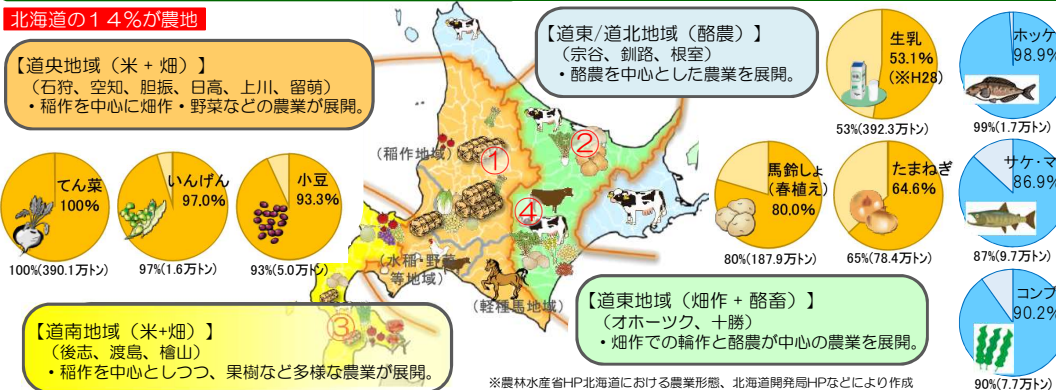 北海道の14%が農地
【道央地域(米+畑)】
(石狩、空知、胆振、日高、上川、留萌)
・稲作を中心に畑作・野菜などの農業が展開。
【道東/道北地域(酪農)】
(宗谷、釧路、根室)
・酪農を中心とした農業を展開。
生乳
53.1%
(※H28)
53%(392.3万トン)
ホッケ
98.9%
99%(1.7万トン)
てん菜
100%
100%(390.1万トン)
いんげん
97.0%
97%(1.6万トン)
小豆
93.3%
93%(5.0万トン)
(稲作地域)
①
②
④
(水稲・野菜
等地域)
(軽種馬地域)
③
馬鈴しょ
(春植え)
80.0%
80%(187.9万トン)
たまねぎ
64.6%
65%(78.4万トン)
サケ・マ
86.9%
87%(9.7万トン)
コンブ
90.2%
90%(7.7万トン)
【道南地域(米+畑)】
(後志、渡島、檜山)
・稲作を中心としつつ、果樹など多様な農業が展開。
【道東地域(畑作+酪畜)】
(オホーツク、十勝)
・畑作での輪作と酪農が中心の農業を展開。
※農林水産省HP北海道における農業形態、北海道開発局HPなどにより作成